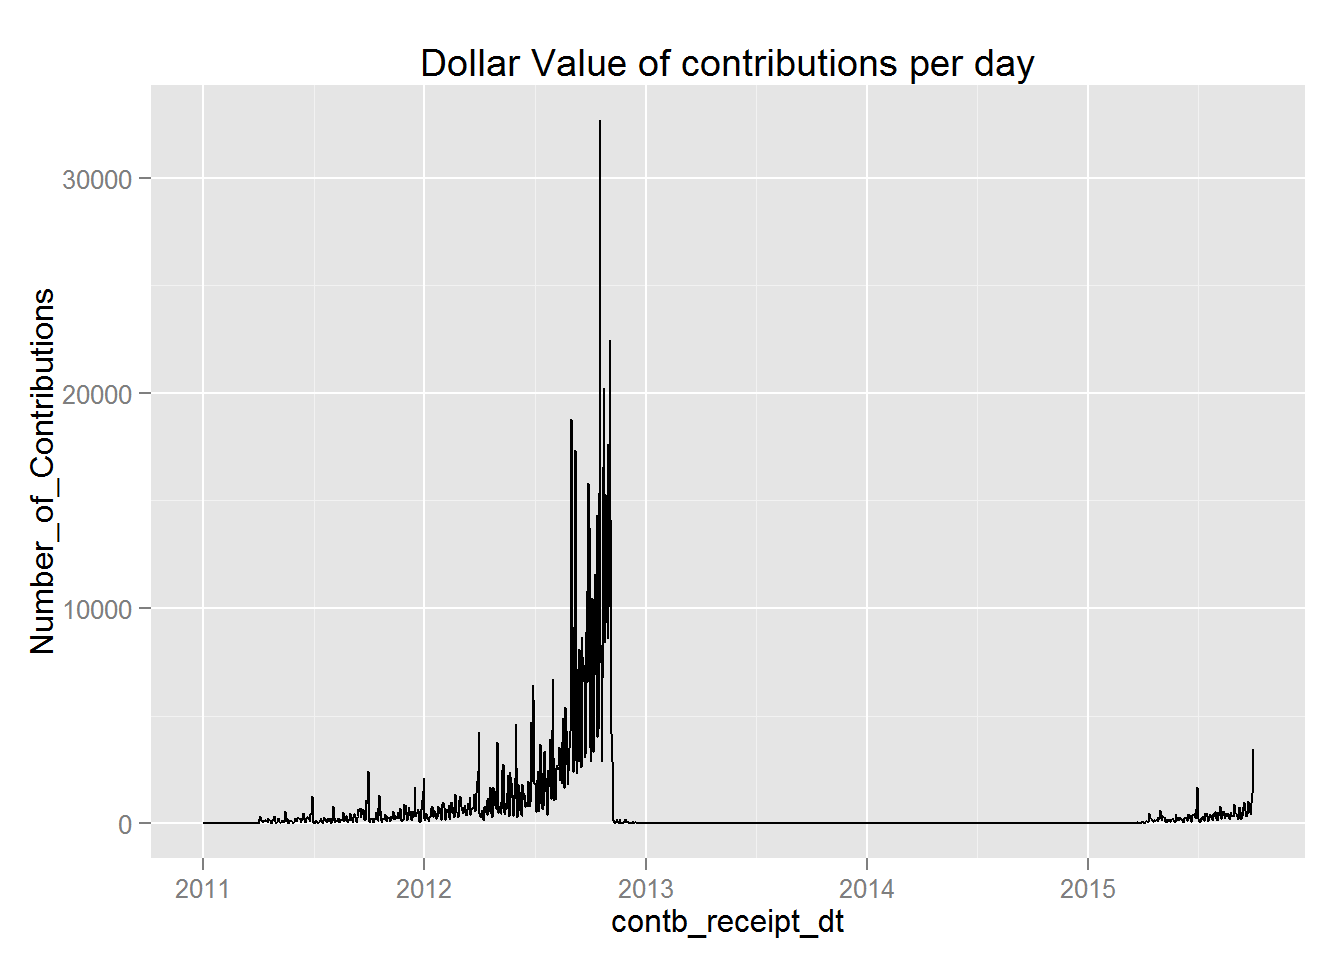 Dollar Value of contributions per day
Number_of_Contributions
30000
20000
10000
0
2011 2012 2013 2014 2015
contb_receipt_dt